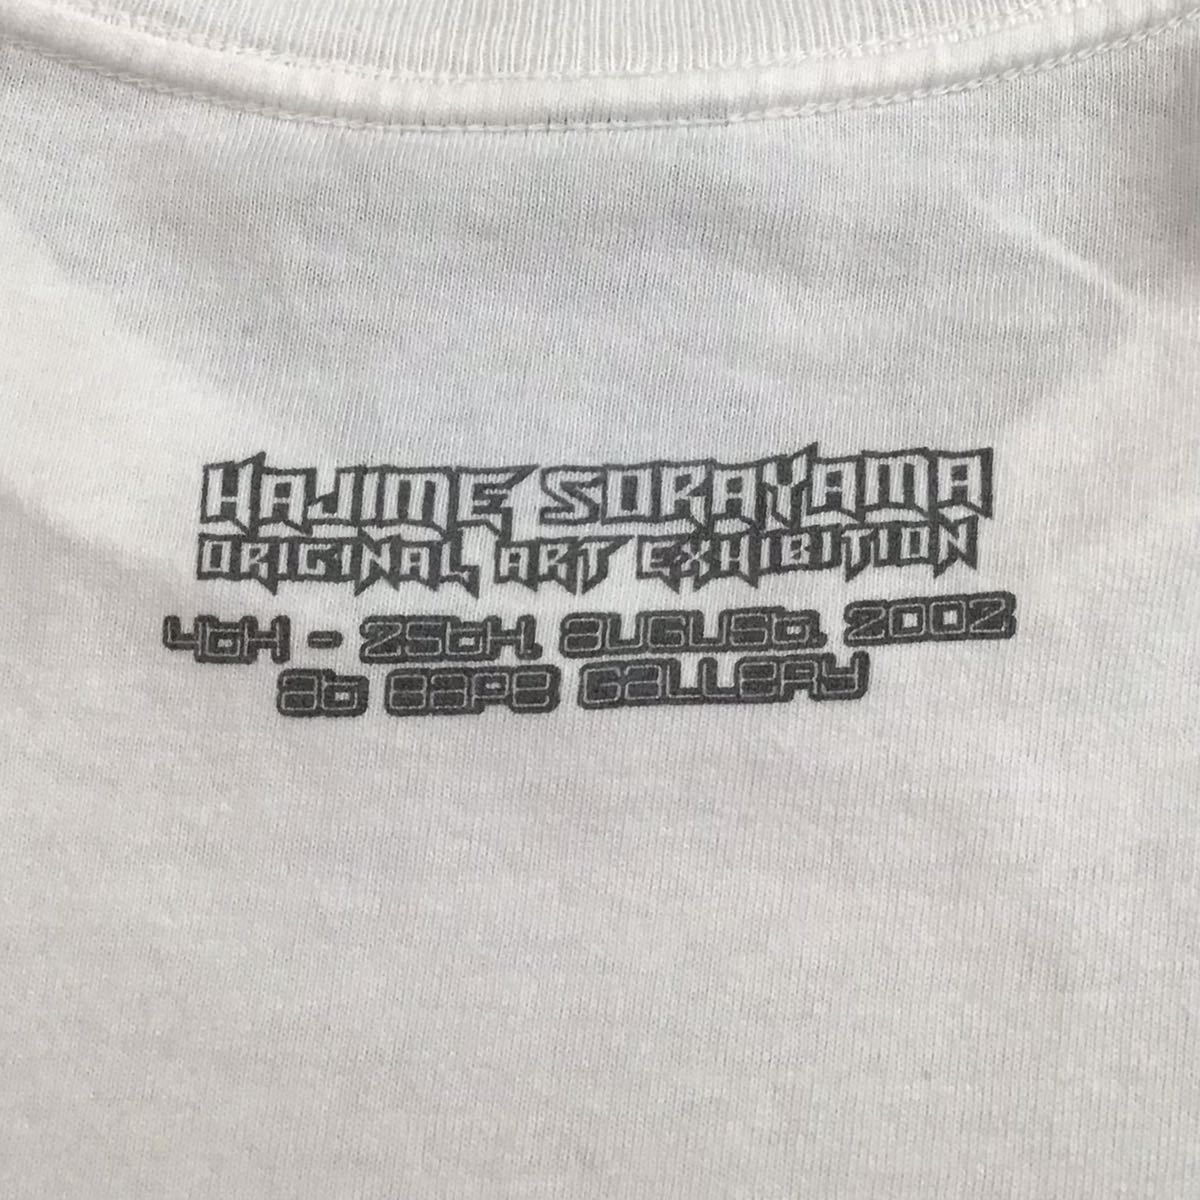 HAJIME SORAYAMA
ORIGINAL ART EXHIBITION
4tH - 25tH, AUGUSt, 2002
At BAPE GALLERY